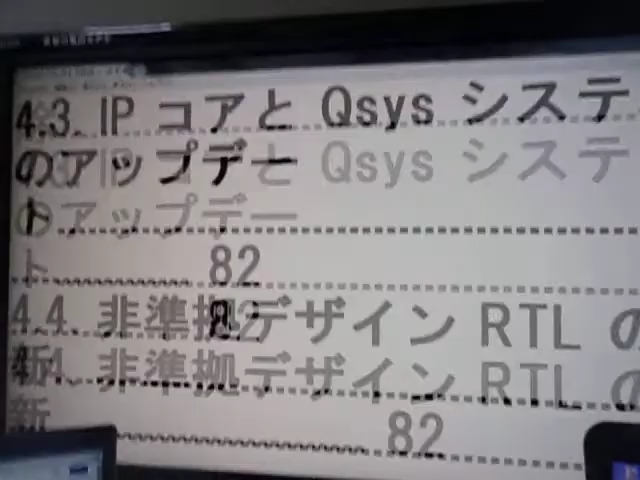 4.3. IP コアと Qsys システ
のアップデー
ト 82
4.4. 非準拠デザイン RTL の
新 82